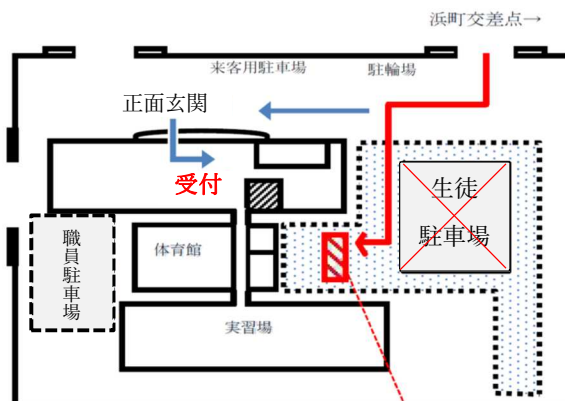 浜町交差点→
来客用駐車場
駐輪場
正面玄関
受付
生徒
駐車場
体育館
職員駐車場
実習場